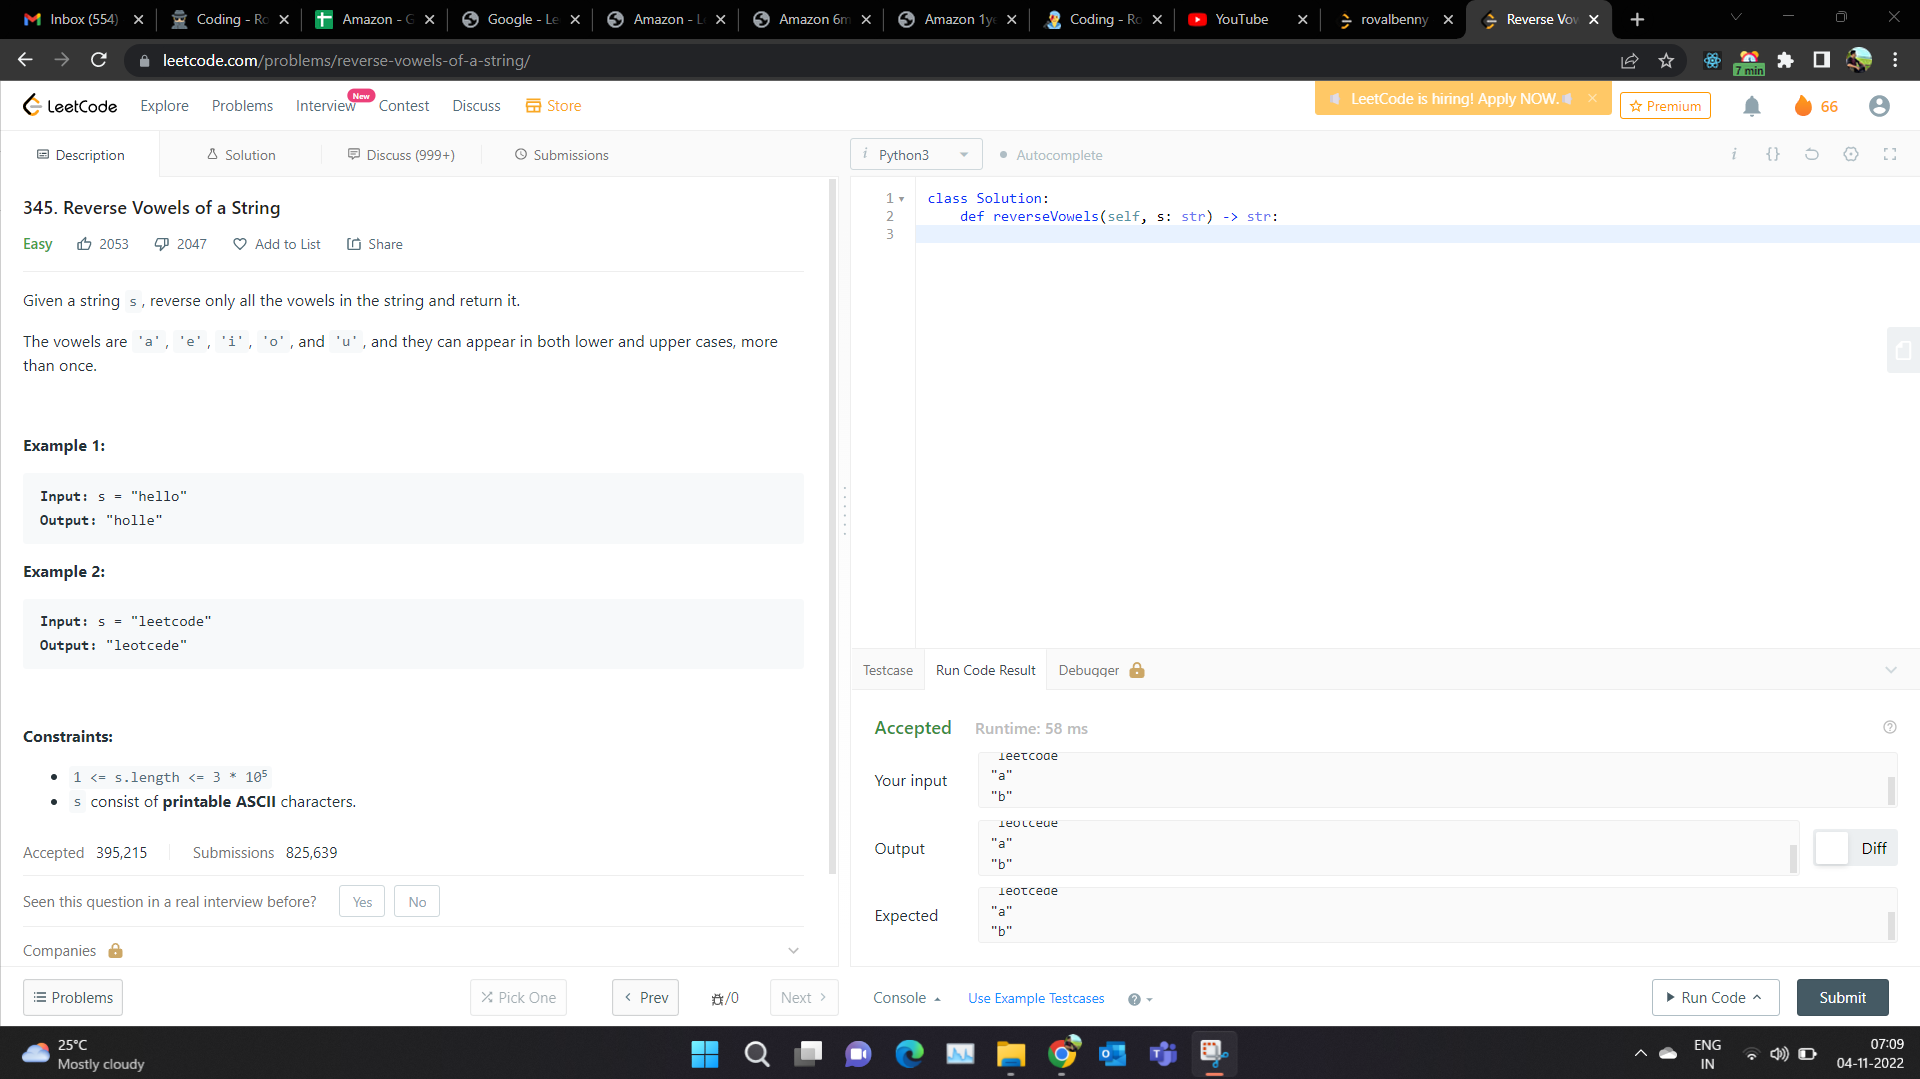 Inbox (554)
Coding - Ro
Amazon - G
Google - Le
Amazon - L
Amazon 6m
Amazon 1ye
Coding - Ro
YouTube
rovalbenny
Reverse Vow
leetcode.com/problems/reverse-vowels-of-a-string/
7 min
LeetCode
Explore
Problems
Interview
New
Contest
Discuss
Store
LeetCode is hiring! Apply NOW.
Premium
66
Description
Solution
Discuss (999+)
Submissions
345. Reverse Vowels of a String
Easy
2053
2047
Add to List
Share
Given a string s, reverse only all the vowels in the string and return it.
The vowels are 'a', 'e', 'i', 'o', and 'u', and they can appear in both lower and upper cases, more
than once.
Example 1:
Input: s = "hello"
Output: "holle"
Example 2:
Input: s = "leetcode"
Output: "leotcede"
Constraints:
1 <= s.length <= 3 * 10⁵
s consist of printable ASCII characters.
Accepted 395,215
Submissions 825,639
Seen this question in a real interview before?
Yes
No
Companies
Problems
Pick One
Prev
/0
Next
i Python3
Autocomplete
i {}
1 class Solution:
2 def reverseVowels(self, s: str) -> str:
3
Testcase
Run Code Result
Debugger
Accepted
Runtime: 58 ms
Your input
leetcode
"a"
"b"
Output
leotcede
"a"
"b"
Diff
Expected
leotcede
"a"
"b"
Console
Use Example Testcases
Run Code
Submit
25°C
Mostly cloudy
ENG
IN
07:09
04-11-2022